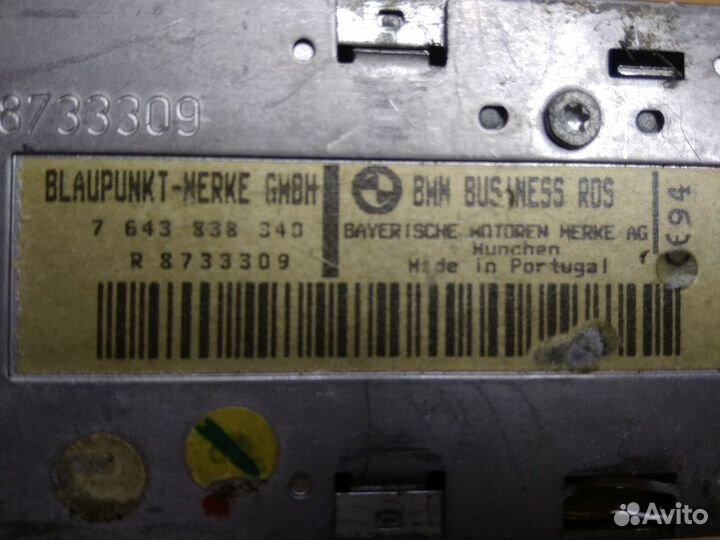 8733309
BLAUPUNKT-WERKE GMBH
7 643 838 340
R 8733309
BMW BUSINESS RDS
BAYERISCHE MOTOREN WERKE AG
Munchen
Made in Portugal
CE94
Avito